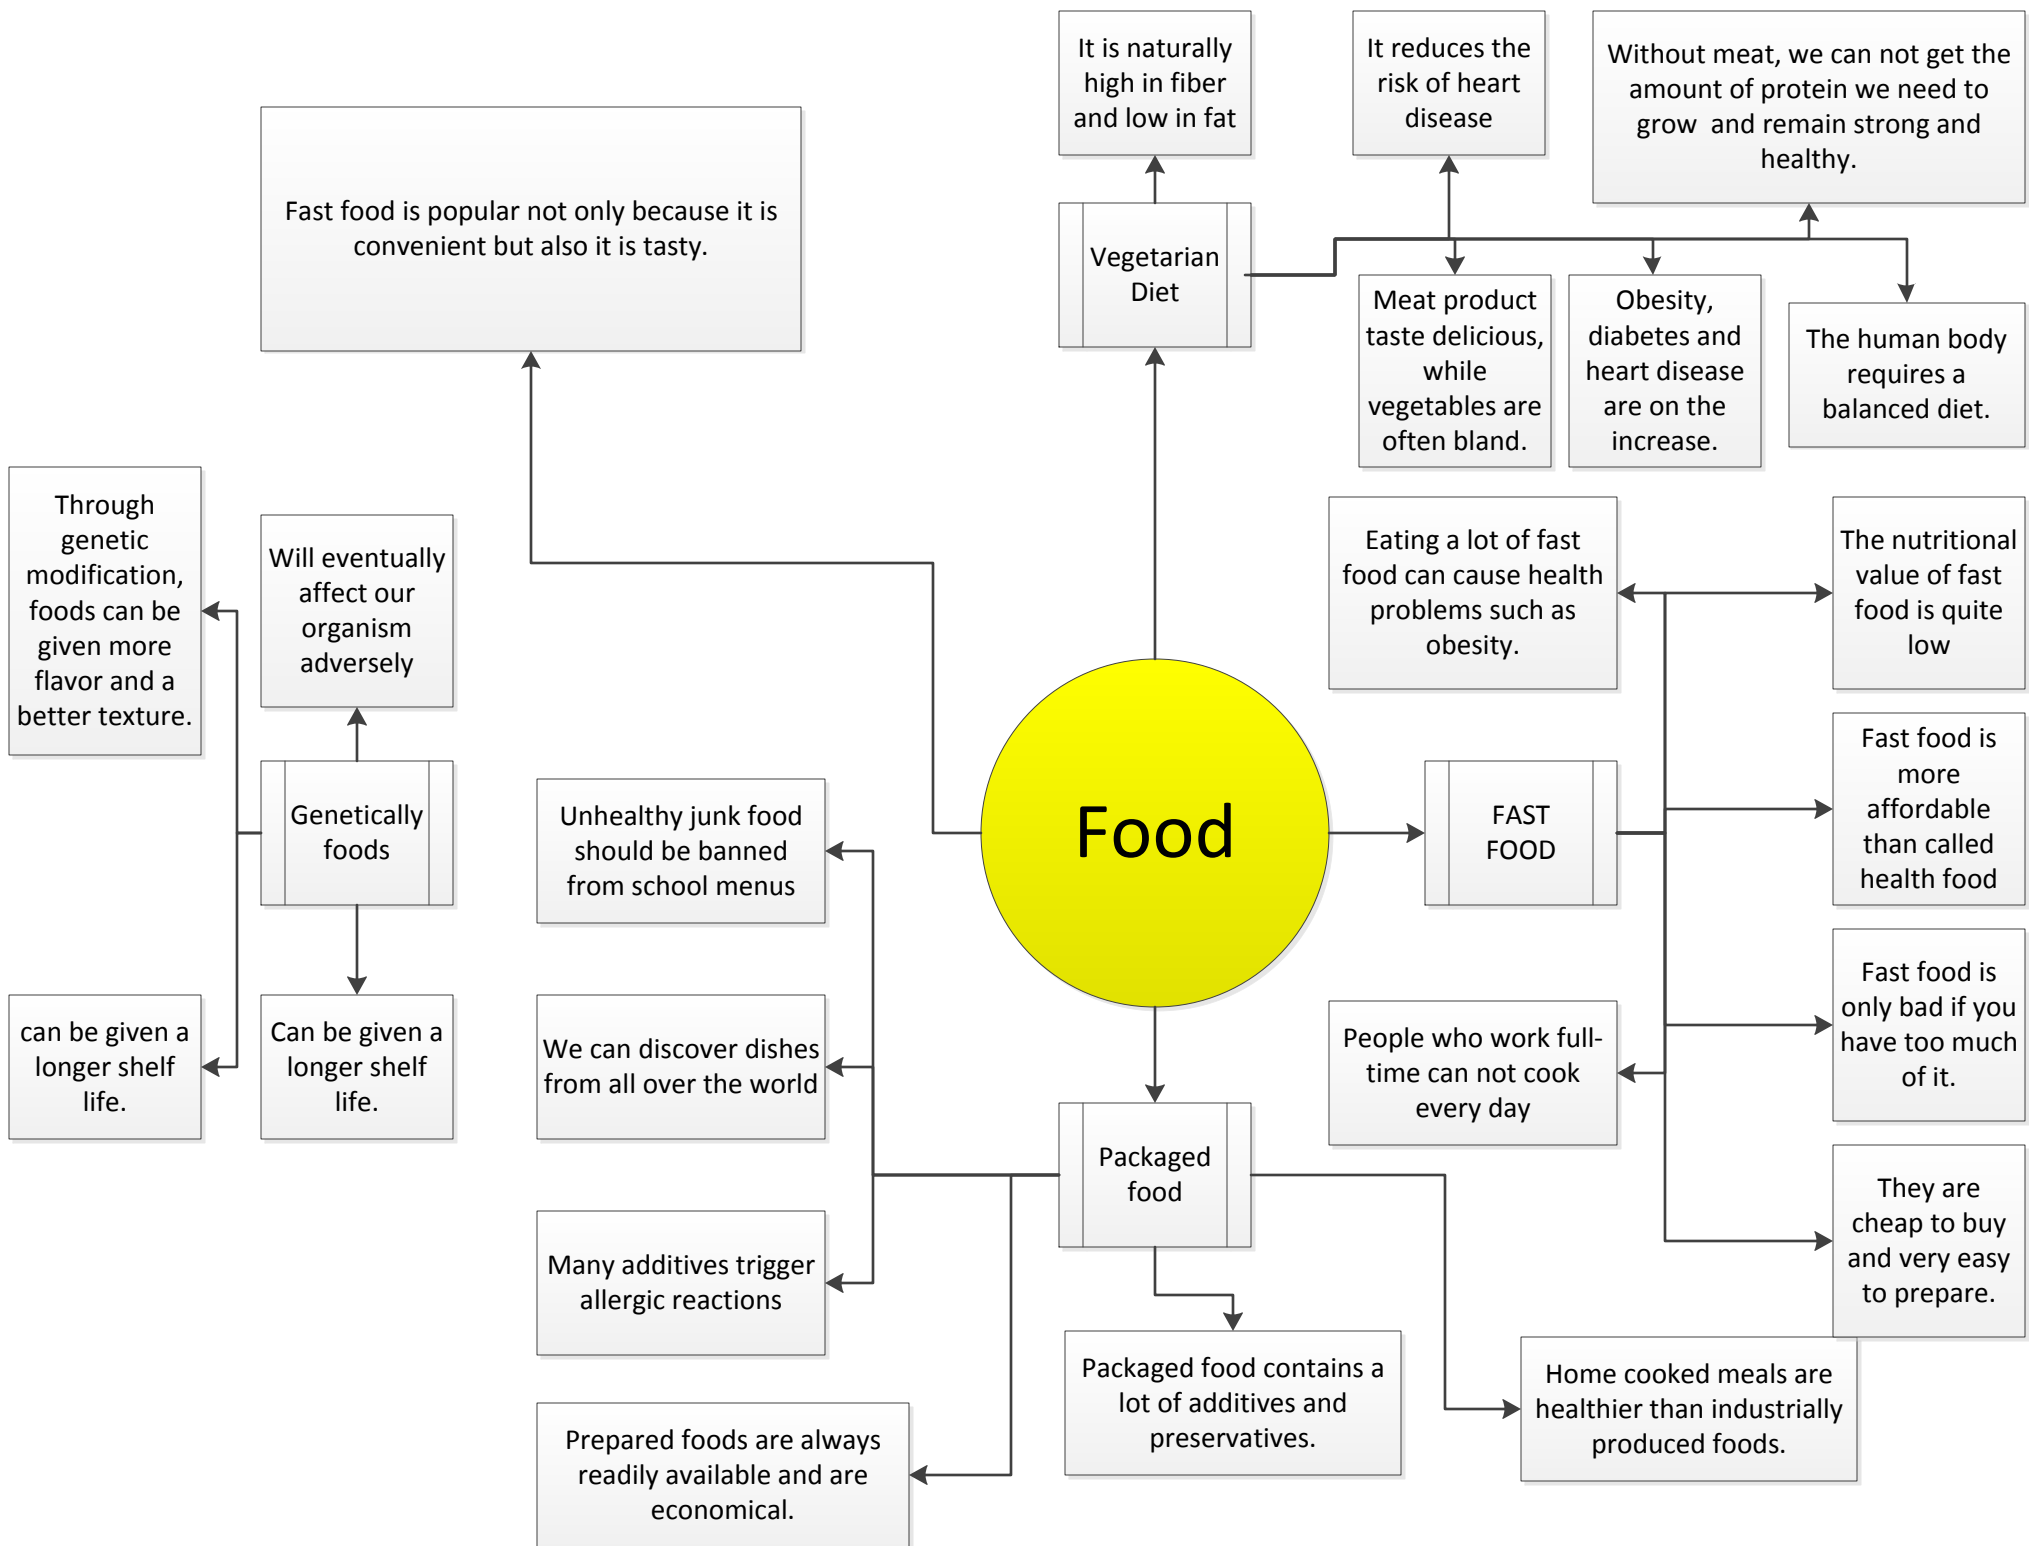 It is naturally
high in fiber
and low in fat
It reduces the
risk of heart
disease
Without meat, we can not get the
amount of protein we need to
grow  and remain strong and
healthy.
Fast food is popular not only because it is
convenient but also it is tasty.
Vegetarian
Diet
Meat product
taste delicious,
while
vegetables are
often bland.
Obesity,
diabetes and
heart disease
are on the
increase.
The human body
requires a
balanced diet.
Through
genetic
modification,
foods can be
given more
flavor and a
better texture.
Will eventually
affect our
organism
adversely
Eating a lot of fast
food can cause health
problems such as
obesity.
The nutritional
value of fast
food is quite
low
Genetically
foods
Unhealthy junk food
should be banned
from school menus
Food
FAST
FOOD
Fast food is
more
affordable
than called
health food
can be given a
longer shelf
life.
Can be given a
longer shelf
life.
We can discover dishes
from all over the world
People who work full-
time can not cook
every day
Fast food is
only bad if you
have too much
of it.
Packaged
food
Many additives trigger
allergic reactions
They are
cheap to buy
and very easy
to prepare.
Prepared foods are always
readily available and are
economical.
Packaged food contains a
lot of additives and
preservatives.
Home cooked meals are
healthier than industrially
produced foods.